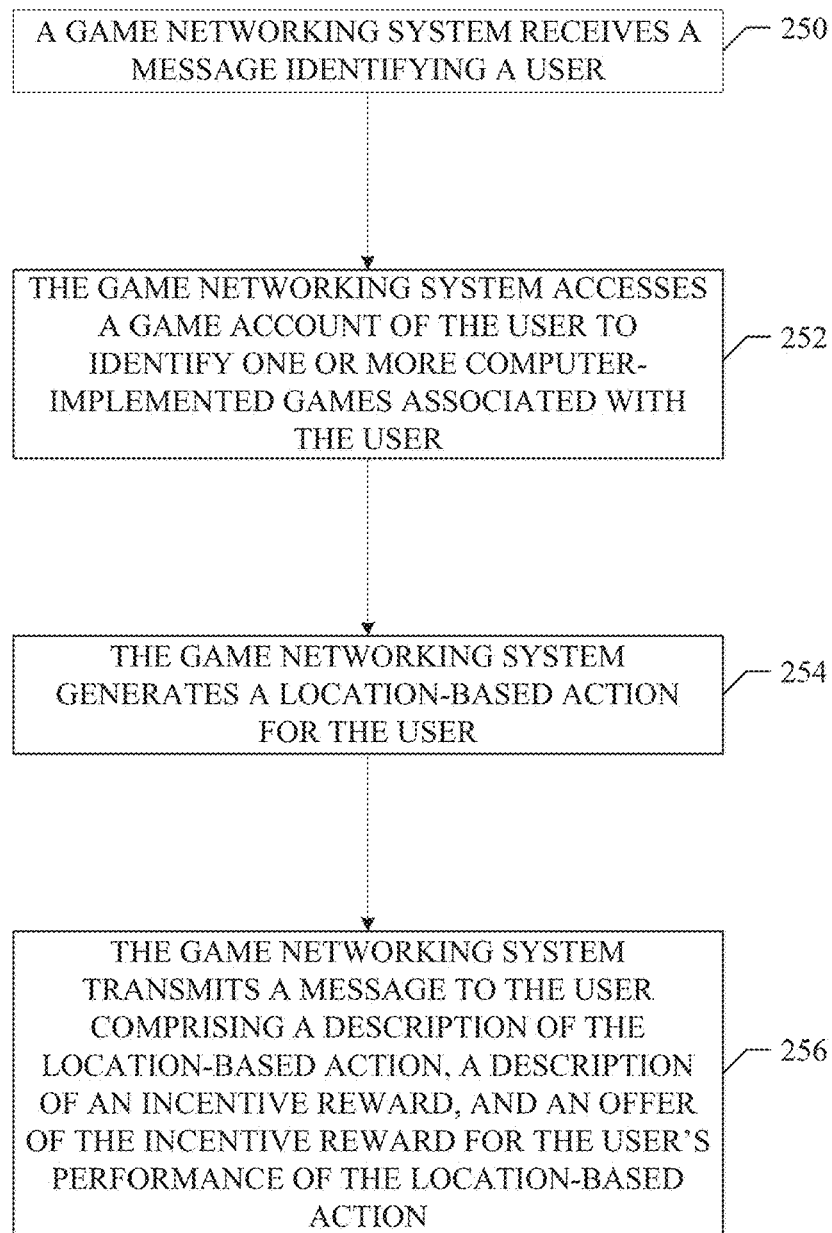 A GAME NETWORKING SYSTEM RECEIVES A
MESSAGE IDENTIFYING A USER
250
THE GAME NETWORKING SYSTEM ACCESSES
A GAME ACCOUNT OF THE USER TO
IDENTIFY ONE OR MORE COMPUTER-
IMPLEMENTED GAMES ASSOCIATED WITH
THE USER
252
THE GAME NETWORKING SYSTEM
GENERATES A LOCATION-BASED ACTION
FOR THE USER
254
THE GAME NETWORKING SYSTEM
TRANSMITS A MESSAGE TO THE USER
COMPRISING A DESCRIPTION OF THE
LOCATION-BASED ACTION, A DESCRIPTION
OF AN INCENTIVE REWARD, AND AN OFFER
OF THE INCENTIVE REWARD FOR THE USER'S
PERFORMANCE OF THE LOCATION-BASED
ACTION
256